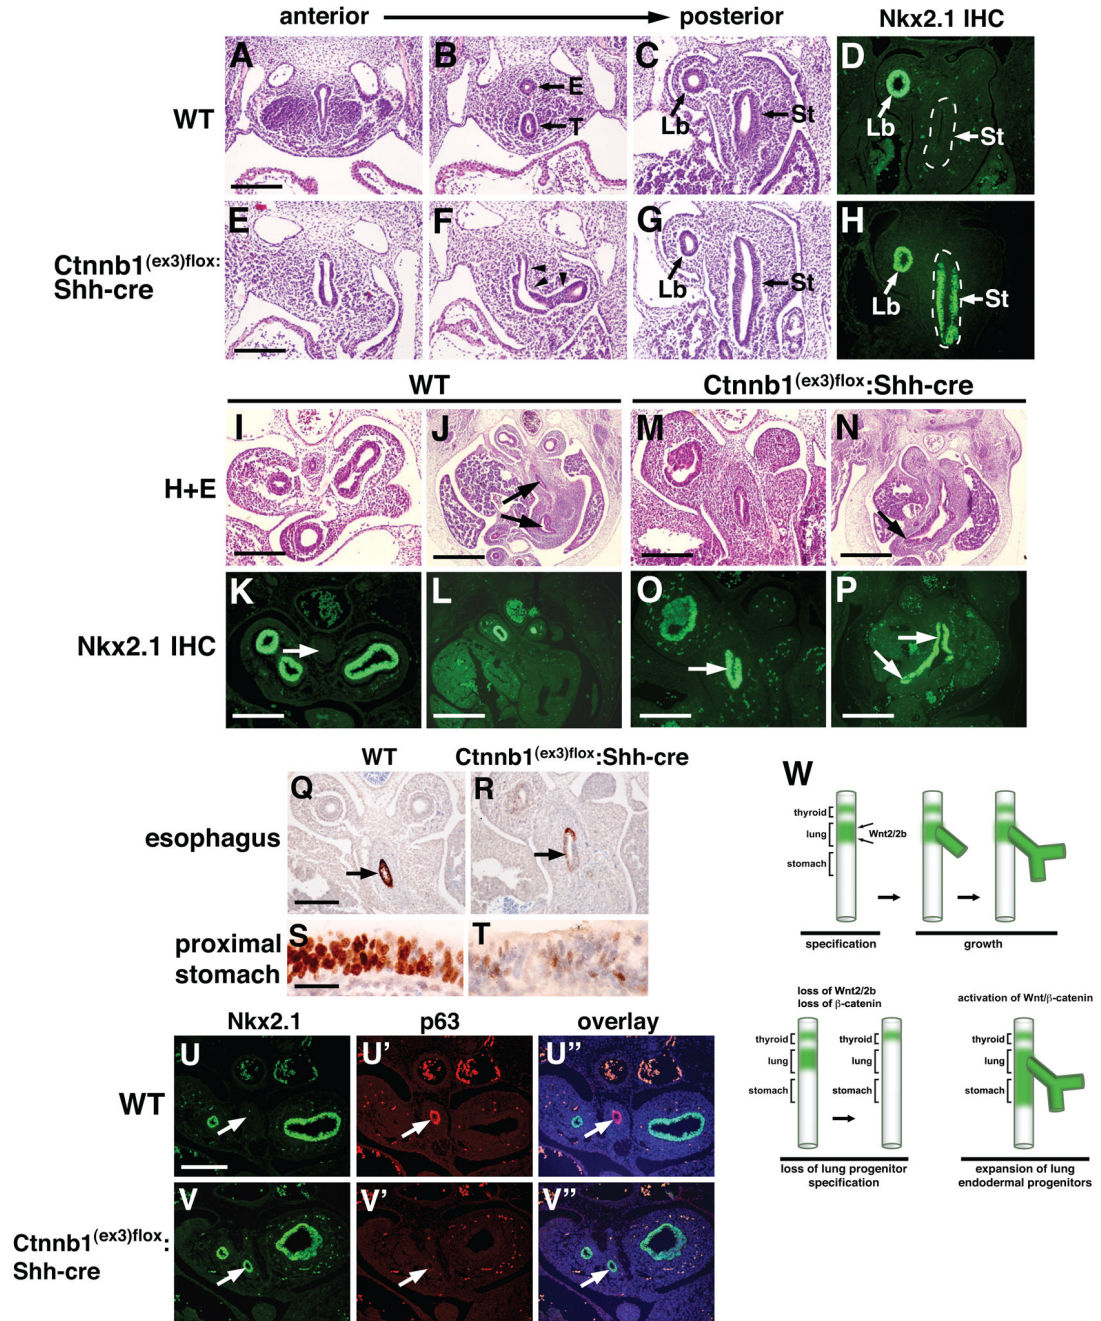 anterior posterior Nkx2.1 IHC
A B C D
E
T
Lb St
Lb St
WT
E F G H
Lb St
Lb St
Ctnnb1(ex3)flox:
Shh-cre
WT Ctnnb1(ex3)flox:Shh-cre
I J M N
H+E
K L O P
Nkx2.1 IHC
WT Ctnnb1(ex3)flox:Shh-cre
Q R
esophagus
S T
proximal
stomach
Nkx2.1 p63 overlay
U U' U''
WT
V V' V''
Ctnnb1(ex3)flox:
Shh-cre
W
thyroid
lung
Wnt2/2b
stomach
specification growth
loss of Wnt2/2b
loss of β-catenin
activation of Wnt/β-catenin
thyroid thyroid thyroid
lung lung lung
stomach stomach stomach
loss of lung progenitor
specification
expansion of lung
endodermal progenitors